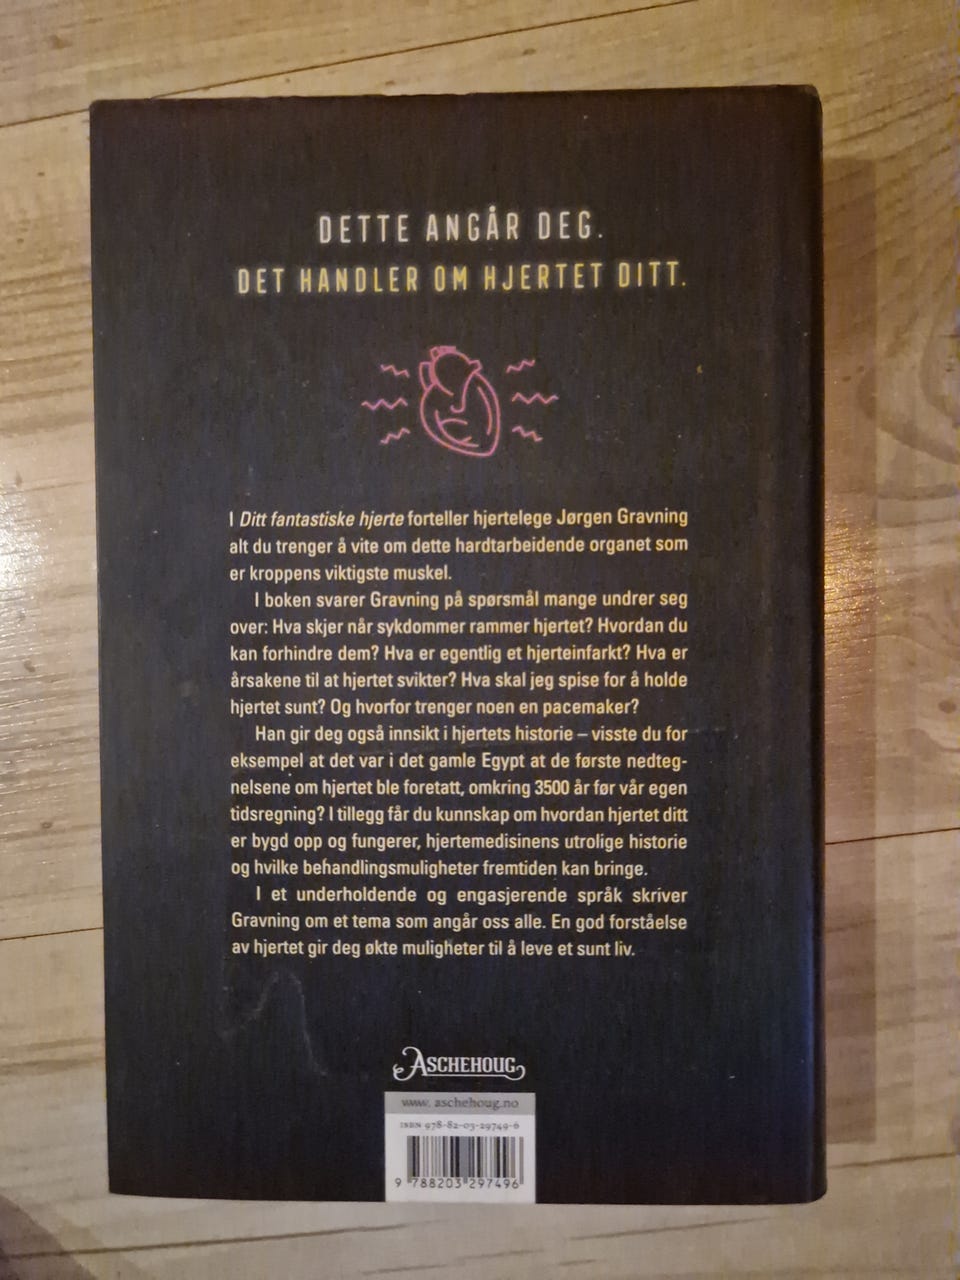 DETTE ANGÅR DEG.
DET HANDLER OM HJERTET DITT.
I Ditt fantastiske hjerte forteller hjertelege Jørgen Gravning
alt du trenger å vite om dette hardtarbeidende organet som
er kroppens viktigste muskel.
I boken svarer Gravning på spørsmål mange undrer seg
over: Hva skjer når sykdommer rammer hjertet? Hvordan du
kan forhindre dem? Hva er egentlig et hjerteinfarkt? Hva er
årsakene til at hjertet svikter? Hva skal jeg spise for å holde
hjertet sunt? Og hvorfor trenger noen en pacemaker?
Han gir deg også innsikt i hjertets historie – visste du for
eksempel at det var i det gamle Egypt at de første nedteg-
nelsene om hjertet ble foretatt, omkring 3500 år før vår egen
tidsregning? I tillegg får du kunnskap om hvordan hjertet ditt
er bygd opp og fungerer, hjertemedisinens utrolige historie
og hvilke behandlingsmuligheter fremtiden kan bringe.
I et underholdende og engasjerende språk skriver
Gravning om et tema som angår oss alle. En god forståelse
av hjertet gir deg økte muligheter til å leve et sunt liv.
ASCHEHOUG
www. aschehoug.no
ISBN 978-82-03-29749-6
9 788203 297496